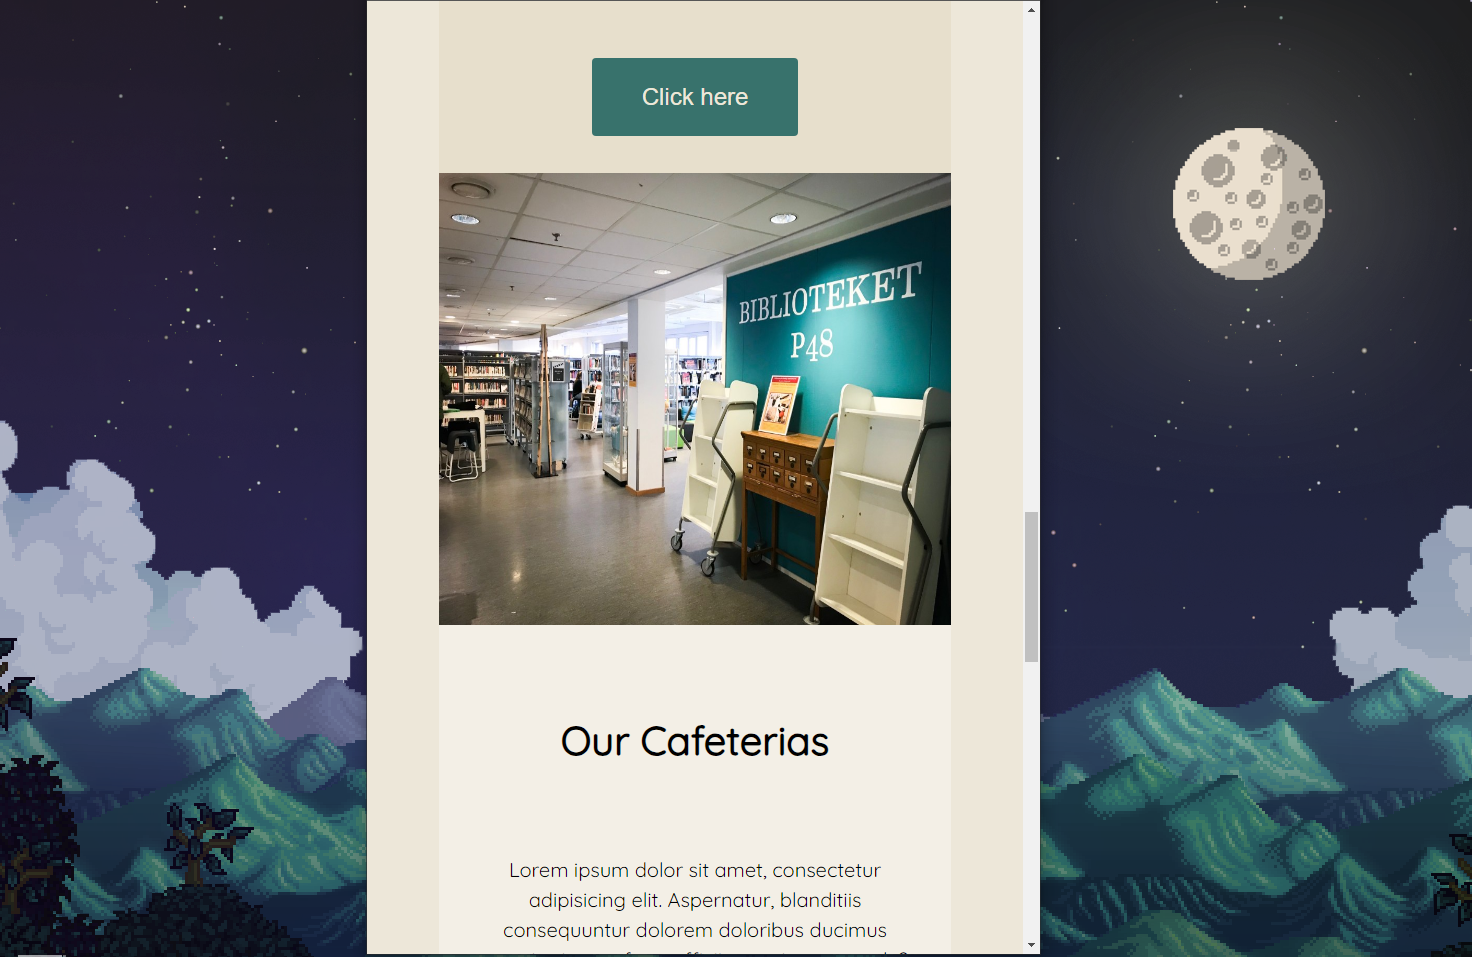 Click here
BIBLIOTEKET
P48
Our Cafeterias
Lorem ipsum dolor sit amet, consectetur
adipisicing elit. Aspernatur, blanditiis
consequuntur dolorem doloribus ducimus